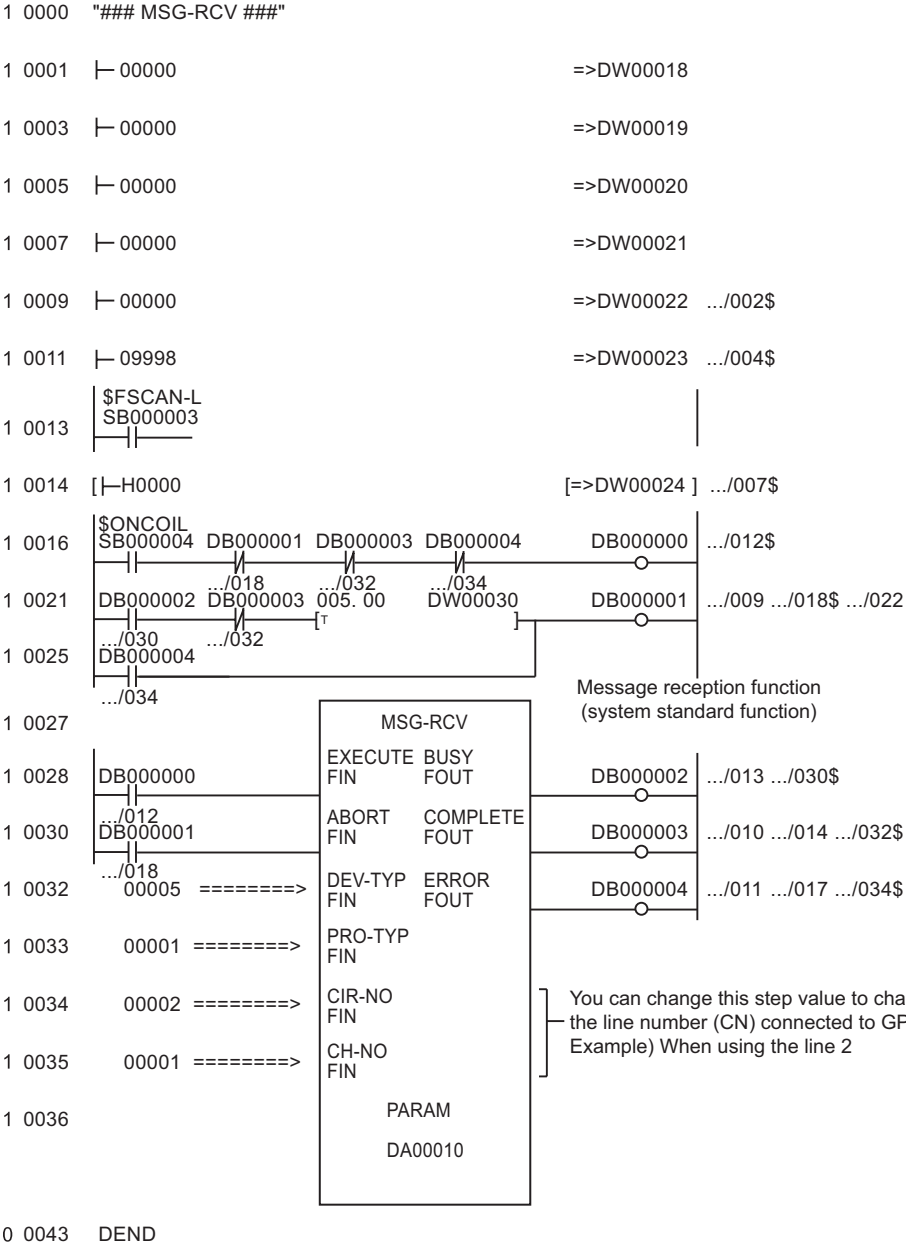 1 0000 "### MSG-RCV ###"
1 0001 00000 =>DW00018
1 0003 00000 =>DW00019
1 0005 00000 =>DW00020
1 0007 00000 =>DW00021
1 0009 00000 =>DW00022 .../002$
1 0011 09998 =>DW00023 .../004$
$FSCAN-L
SB000003
1 0013
1 0014 [ H0000 [=>DW00024 ] .../007$
$ONCOIL
1 0016 SB000004 DB000001 DB000003 DB000004 DB000000 .../012$
.../018 .../032 .../034
1 0021 DB000002 DB000003 005. 00 DW00030 DB000001 .../009 .../018$ .../022
[T ]
.../030 .../032
1 0025 DB000004
.../034
Message reception function
(system standard function)
1 0027 MSG-RCV
EXECUTE BUSY
1 0028 DB000000 FIN FOUT DB000002 .../013 .../030$
.../012
ABORT COMPLETE
1 0030 DB000001 FIN FOUT DB000003 .../010 .../014 .../032$
.../018
DEV-TYP ERROR
1 0032 00005 ========> FIN FOUT DB000004 .../011 .../017 .../034$
PRO-TYP
1 0033 00001 ========> FIN
CIR-NO
1 0034 00002 ========> FIN
You can change this step value to cha
the line number (CN) connected to GP
Example) When using the line 2
CH-NO
1 0035 00001 ========> FIN
1 0036 PARAM
DA00010
0 0043 DEND